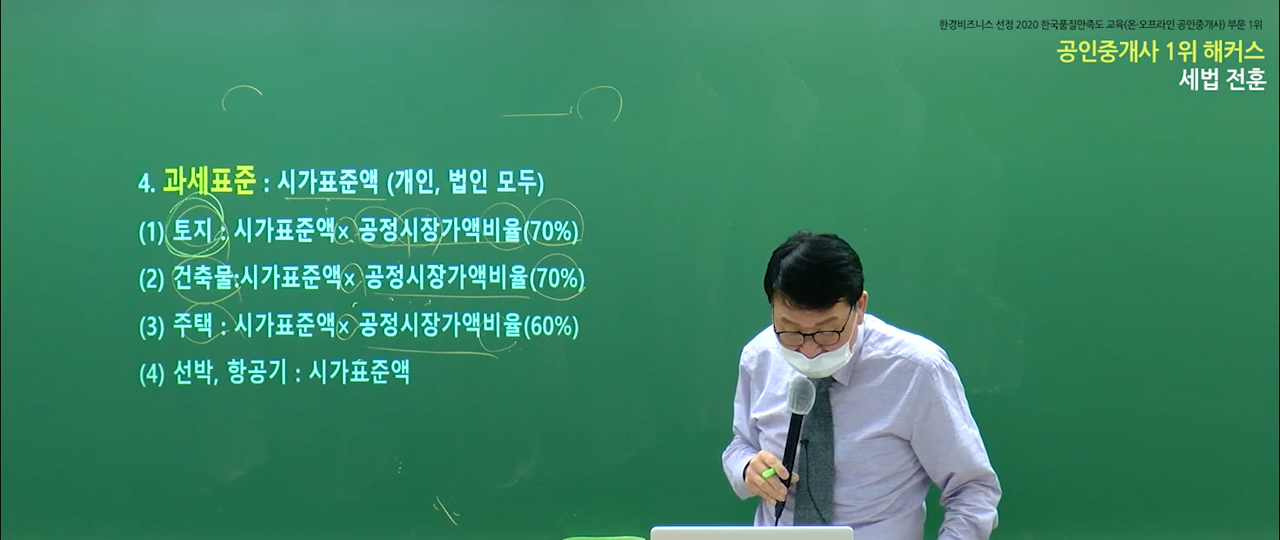 한경비즈니스 선정 2020 한국품질만족도 교육(온·오프라인 공인중개사) 부문 1위
공인중개사 1위 해커스
세법 전훈
4. 과세표준 : 시가표준액 (개인, 법인 모두)
(1) 토지 : 시가표준액x 공정시장가액비율(70%)
(2) 건축물:시가표준액x 공정시장가액비율(70%)
(3) 주택 : 시가표준액x 공정시장가액비율(60%)
(4) 선박, 항공기 : 시가표준액